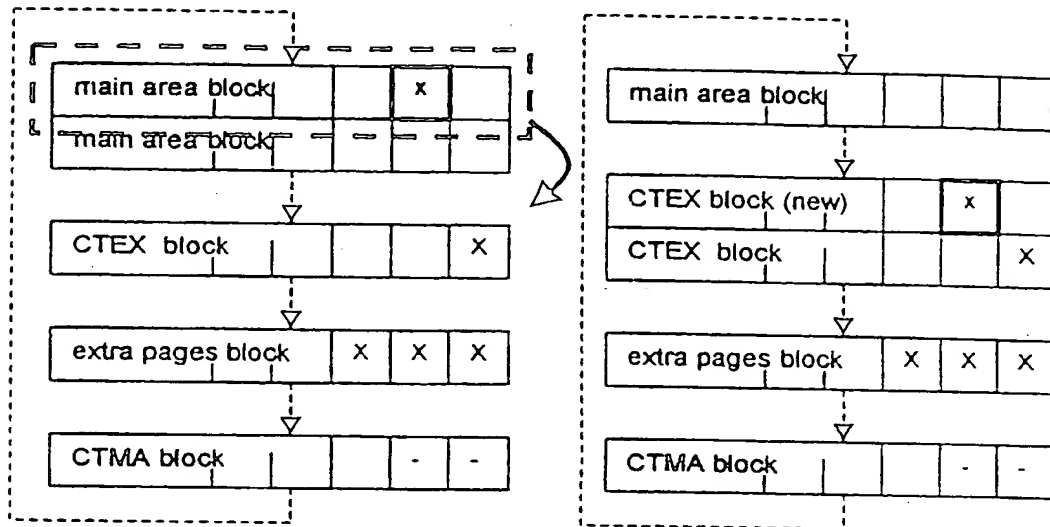 main area block x
main area block
CTEX block X
extra pages block X X X
CTMA block - -
main area block
CTEX block (new) x
CTEX block X
extra pages block X X X
CTMA block - -